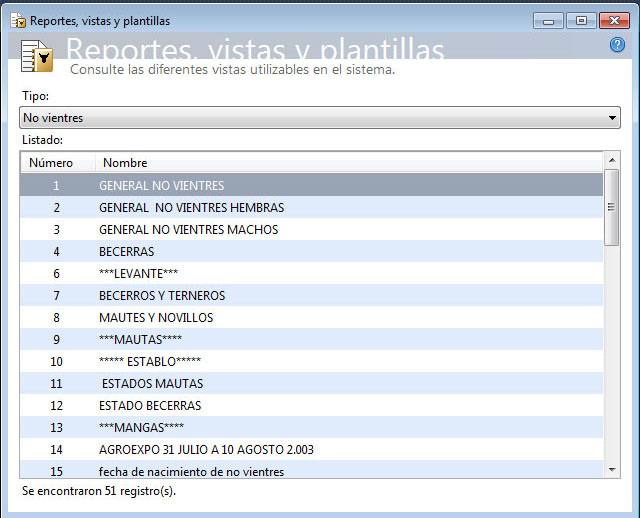 Reportes, vistas y plantillas
Reportes, vistas y plantillas
Consulte las diferentes vistas utilizables en el sistema.
Tipo:
No vientres
Listado:
Número Nombre
1 GENERAL NO VIENTRES
2 GENERAL  NO VIENTRES HEMBRAS
3 GENERAL NO VIENTRES MACHOS
4 BECERRAS
6 ***LEVANTE***
7 BECERROS Y TERNEROS
8 MAUTES Y NOVILLOS
9 ***MAUTAS****
10 ***** ESTABLO*****
11 ESTADOS MAUTAS
12 ESTADO BECERRAS
13 ***MANGAS****
14 AGROEXPO 31 JULIO A 10 AGOSTO 2.003
15 fecha de nacimiento de no vientres
Se encontraron 51 registro(s).